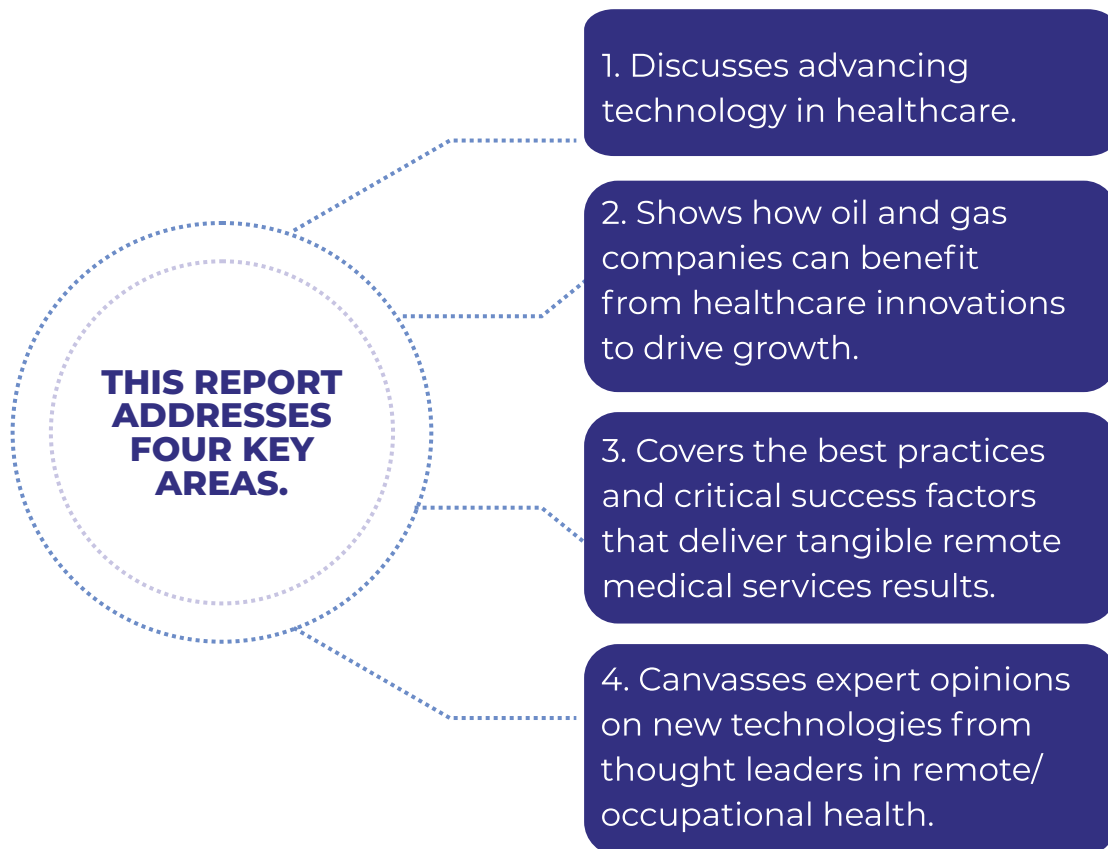 THIS REPORT
ADDRESSES
FOUR KEY
AREAS.
1. Discusses advancing
technology in healthcare.
2. Shows how oil and gas
companies can benefit
from healthcare innovations
to drive growth.
3. Covers the best practices
and critical success factors
that deliver tangible remote
medical services results.
4. Canvasses expert opinions
on new technologies from
thought leaders in remote/
occupational health.